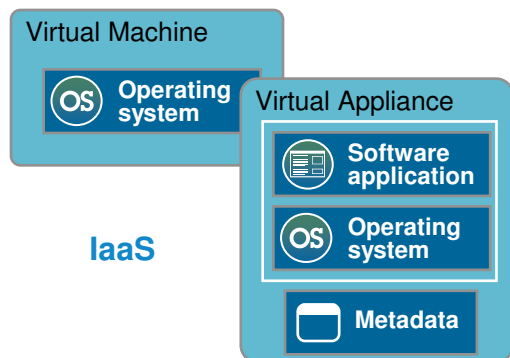 Virtual Machine
OS
Operating
system
Virtual Appliance
Software
application
OS
Operating
system
IaaS
Metadata